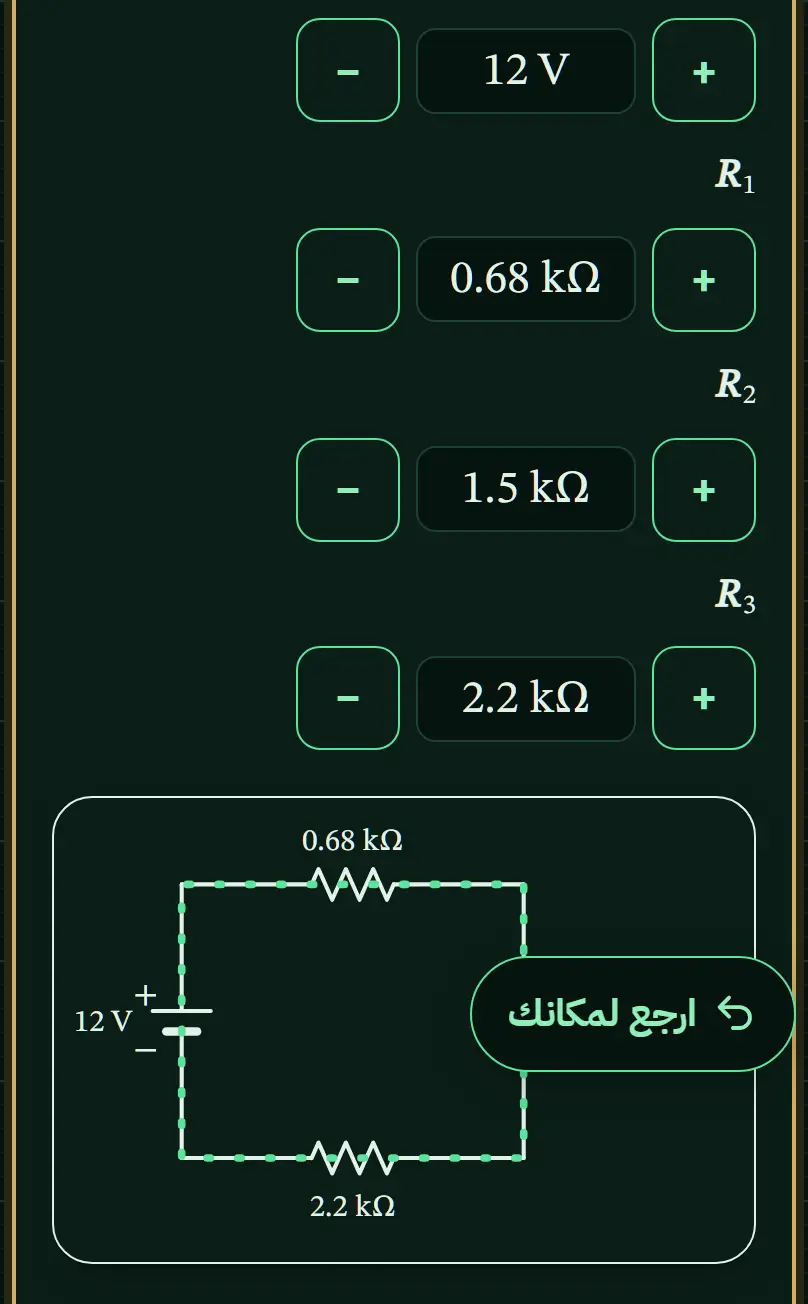 − 12 V +
R₁
− 0.68 kΩ +
R₂
− 1.5 kΩ +
R₃
− 2.2 kΩ +
0.68 kΩ
+
12 V
−
ارجع لمكانك
2.2 kΩ